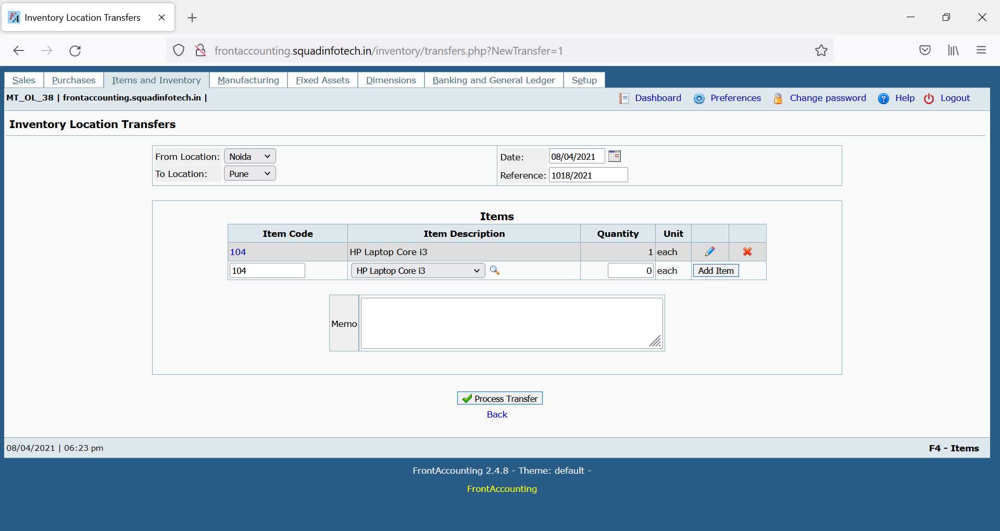 Inventory Location Transfers
frontaccounting.squadinfotech.in/inventory/transfers.php?NewTransfer=1
Sales Purchases Items and Inventory Manufacturing Fixed Assets Dimensions Banking and General Ledger Setup
MT_OL_38 | frontaccounting.squadinfotech.in |
Dashboard Preferences Change password Help Logout
Inventory Location Transfers
From Location: Noida
To Location: Pune
Date: 08/04/2021
Reference: 1018/2021
Items
Item Code Item Description Quantity Unit
104 HP Laptop Core i3 1 each
104 HP Laptop Core i3 0 each Add Item
Memo
Process Transfer
Back
08/04/2021 | 06:23 pm
F4 - Items
FrontAccounting 2.4.8 - Theme: default -
FrontAccounting